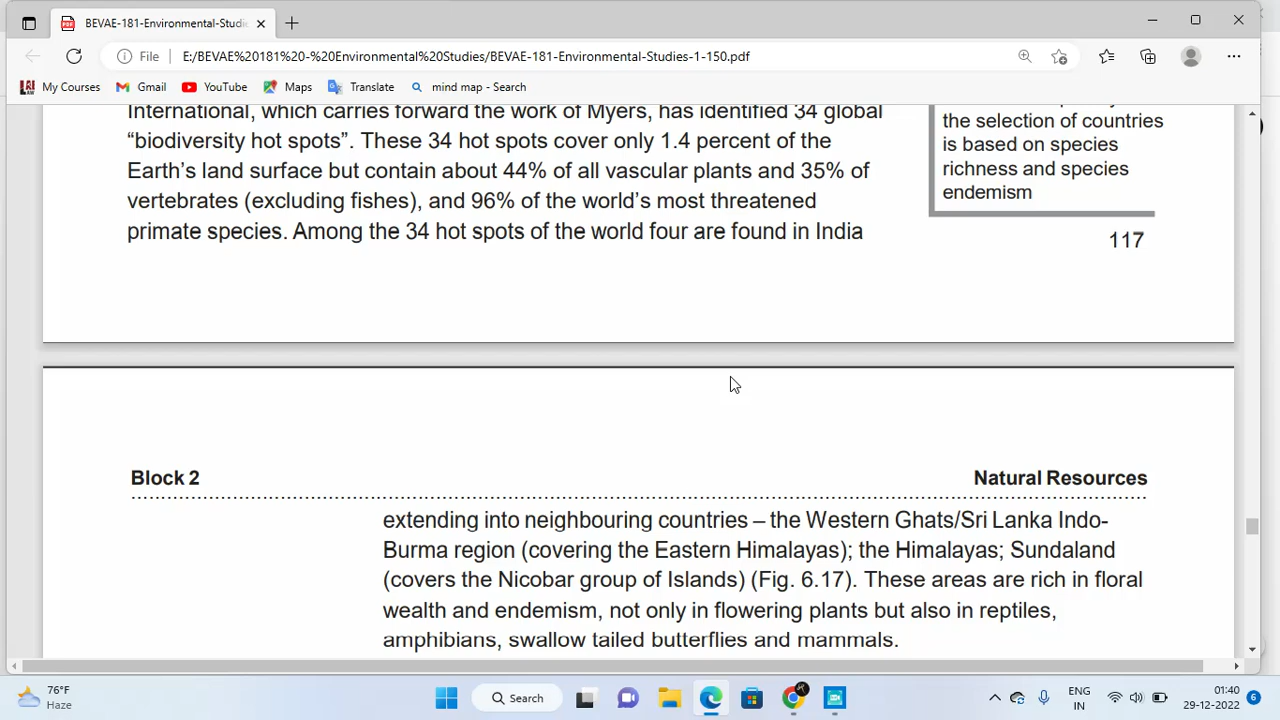 BEVAE-181-Environmental-Studi
File
E:/BEVAE%20181%20-%20Environmental%20Studies/BEVAE-181-Environmental-Studies-1-150.pdf
My Courses
Gmail
YouTube
Maps
Translate
mind map - Search
International, which carries forward the work of Myers, has identified 34 global
“biodiversity hot spots”. These 34 hot spots cover only 1.4 percent of the
Earth’s land surface but contain about 44% of all vascular plants and 35% of
vertebrates (excluding fishes), and 96% of the world’s most threatened
primate species. Among the 34 hot spots of the world four are found in India
the selection of countries
is based on species
richness and species
endemism
117
Block 2
Natural Resources
extending into neighbouring countries – the Western Ghats/Sri Lanka Indo-
Burma region (covering the Eastern Himalayas); the Himalayas; Sundaland
(covers the Nicobar group of Islands) (Fig. 6.17). These areas are rich in floral
wealth and endemism, not only in flowering plants but also in reptiles,
amphibians, swallow tailed butterflies and mammals.
76°F
Haze
Search
ENG
IN
01:40
29-12-2022
6